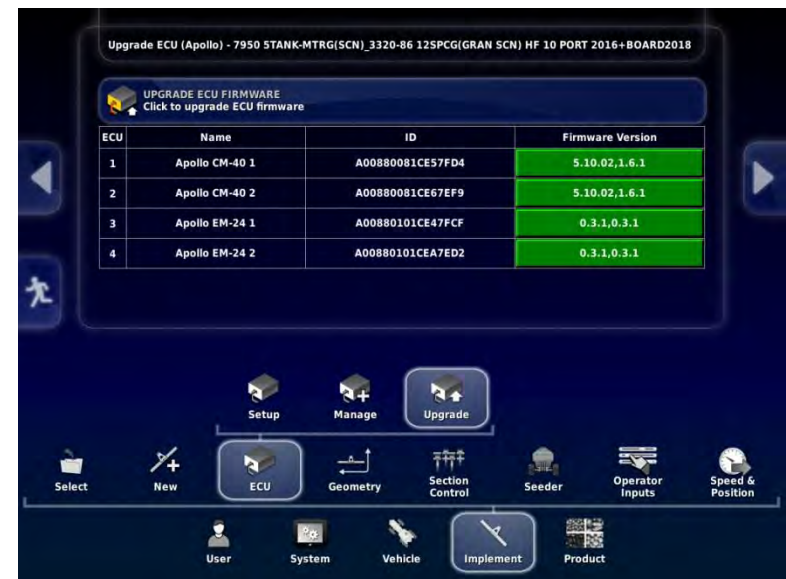 Upgrade ECU (Apollo) - 7950 5TANK-MTRG(SCN)_3320-86 12SPCG(GRAN SCN) HF 10 PORT 2016+BOARD2018
UPGRADE ECU FIRMWARE
Click to upgrade ECU firmware
ECU Name ID Firmware Version
1 Apollo CM-40 1 A00880081CE57FD4 5.10.02,1.6.1
2 Apollo CM-40 2 A00880081CE67EF9 5.10.02,1.6.1
3 Apollo EM-24 1 A00880101CE47FCF 0.3.1,0.3.1
4 Apollo EM-24 2 A00880101CEA7ED2 0.3.1,0.3.1
Setup Manage Upgrade
Select New ECU Geometry Section Control Seeder Operator Inputs Speed & Position
User System Vehicle Implement Product